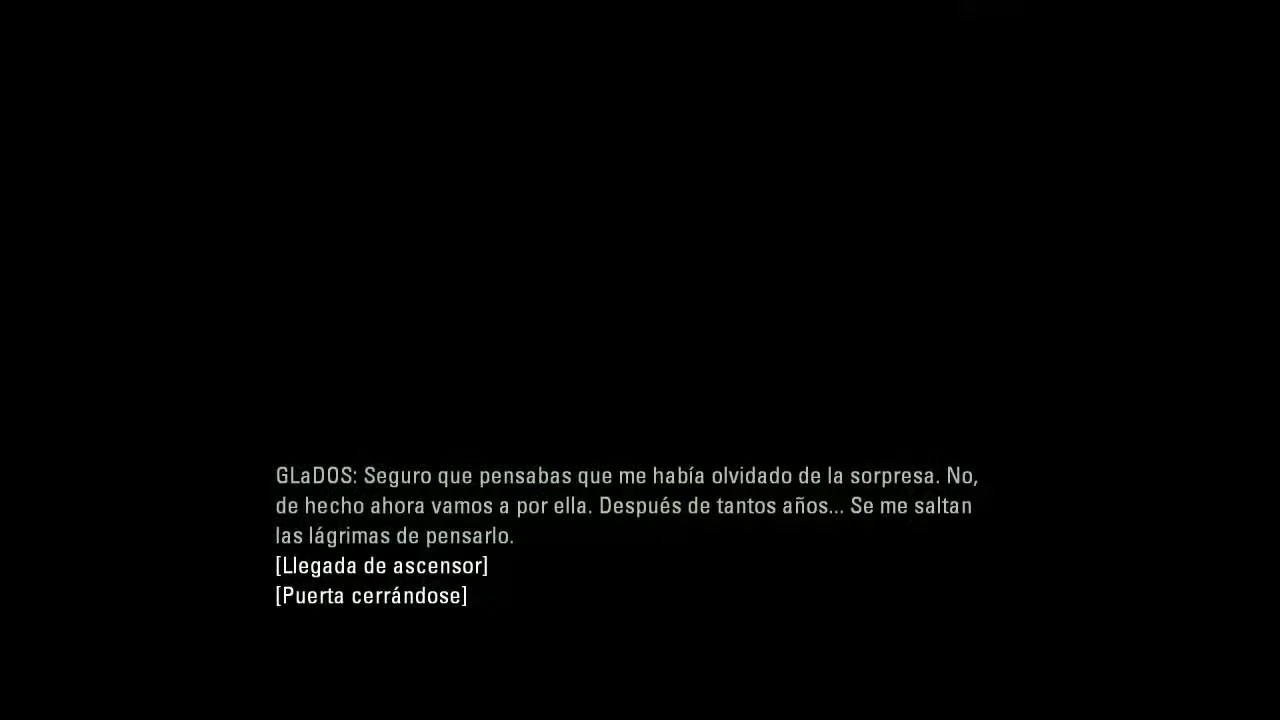 GLaDOS: Seguro que pensabas que me había olvidado de la sorpresa. No,
de hecho ahora vamos a por ella. Después de tantos años... Se me saltan
las lágrimas de pensarlo.
[Llegada de ascensor]
[Puerta cerrándose]